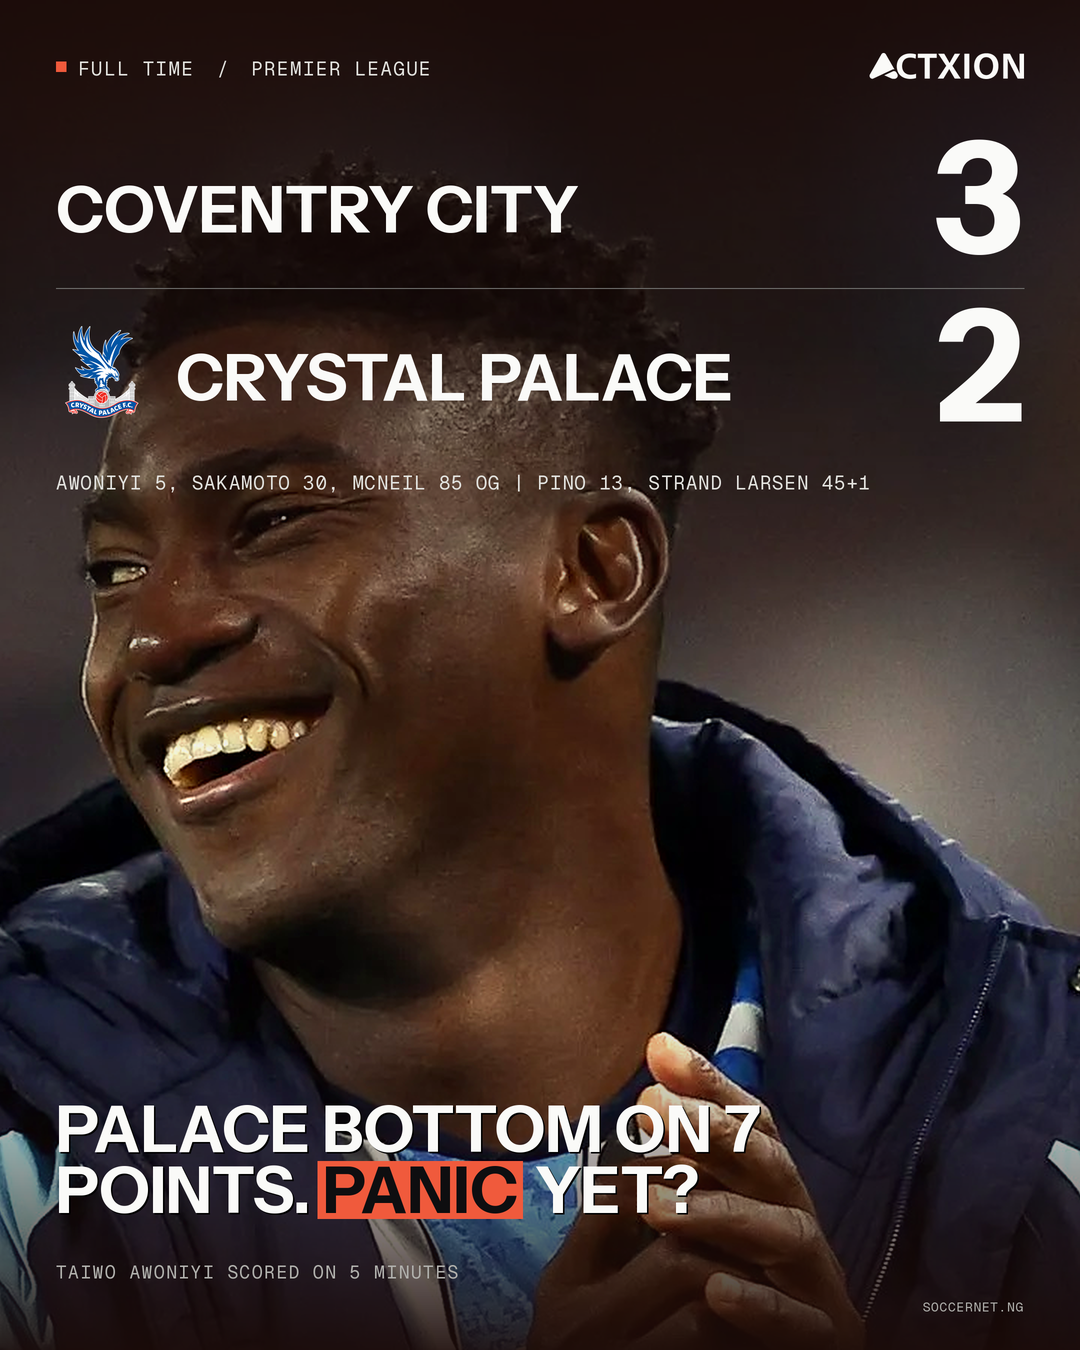 FULL TIME / PREMIER LEAGUE
ACTXION
COVENTRY CITY 3
CRYSTAL PALACE F.C.
CRYSTAL PALACE 2
AWONIYI 5, SAKAMOTO 30, MCNEIL 85 OG | PINO 13, STRAND LARSEN 45+1
PALACE BOTTOM ON 7
POINTS. PANIC YET?
TAIWO AWONIYI SCORED ON 5 MINUTES
SOCCERNET.NG